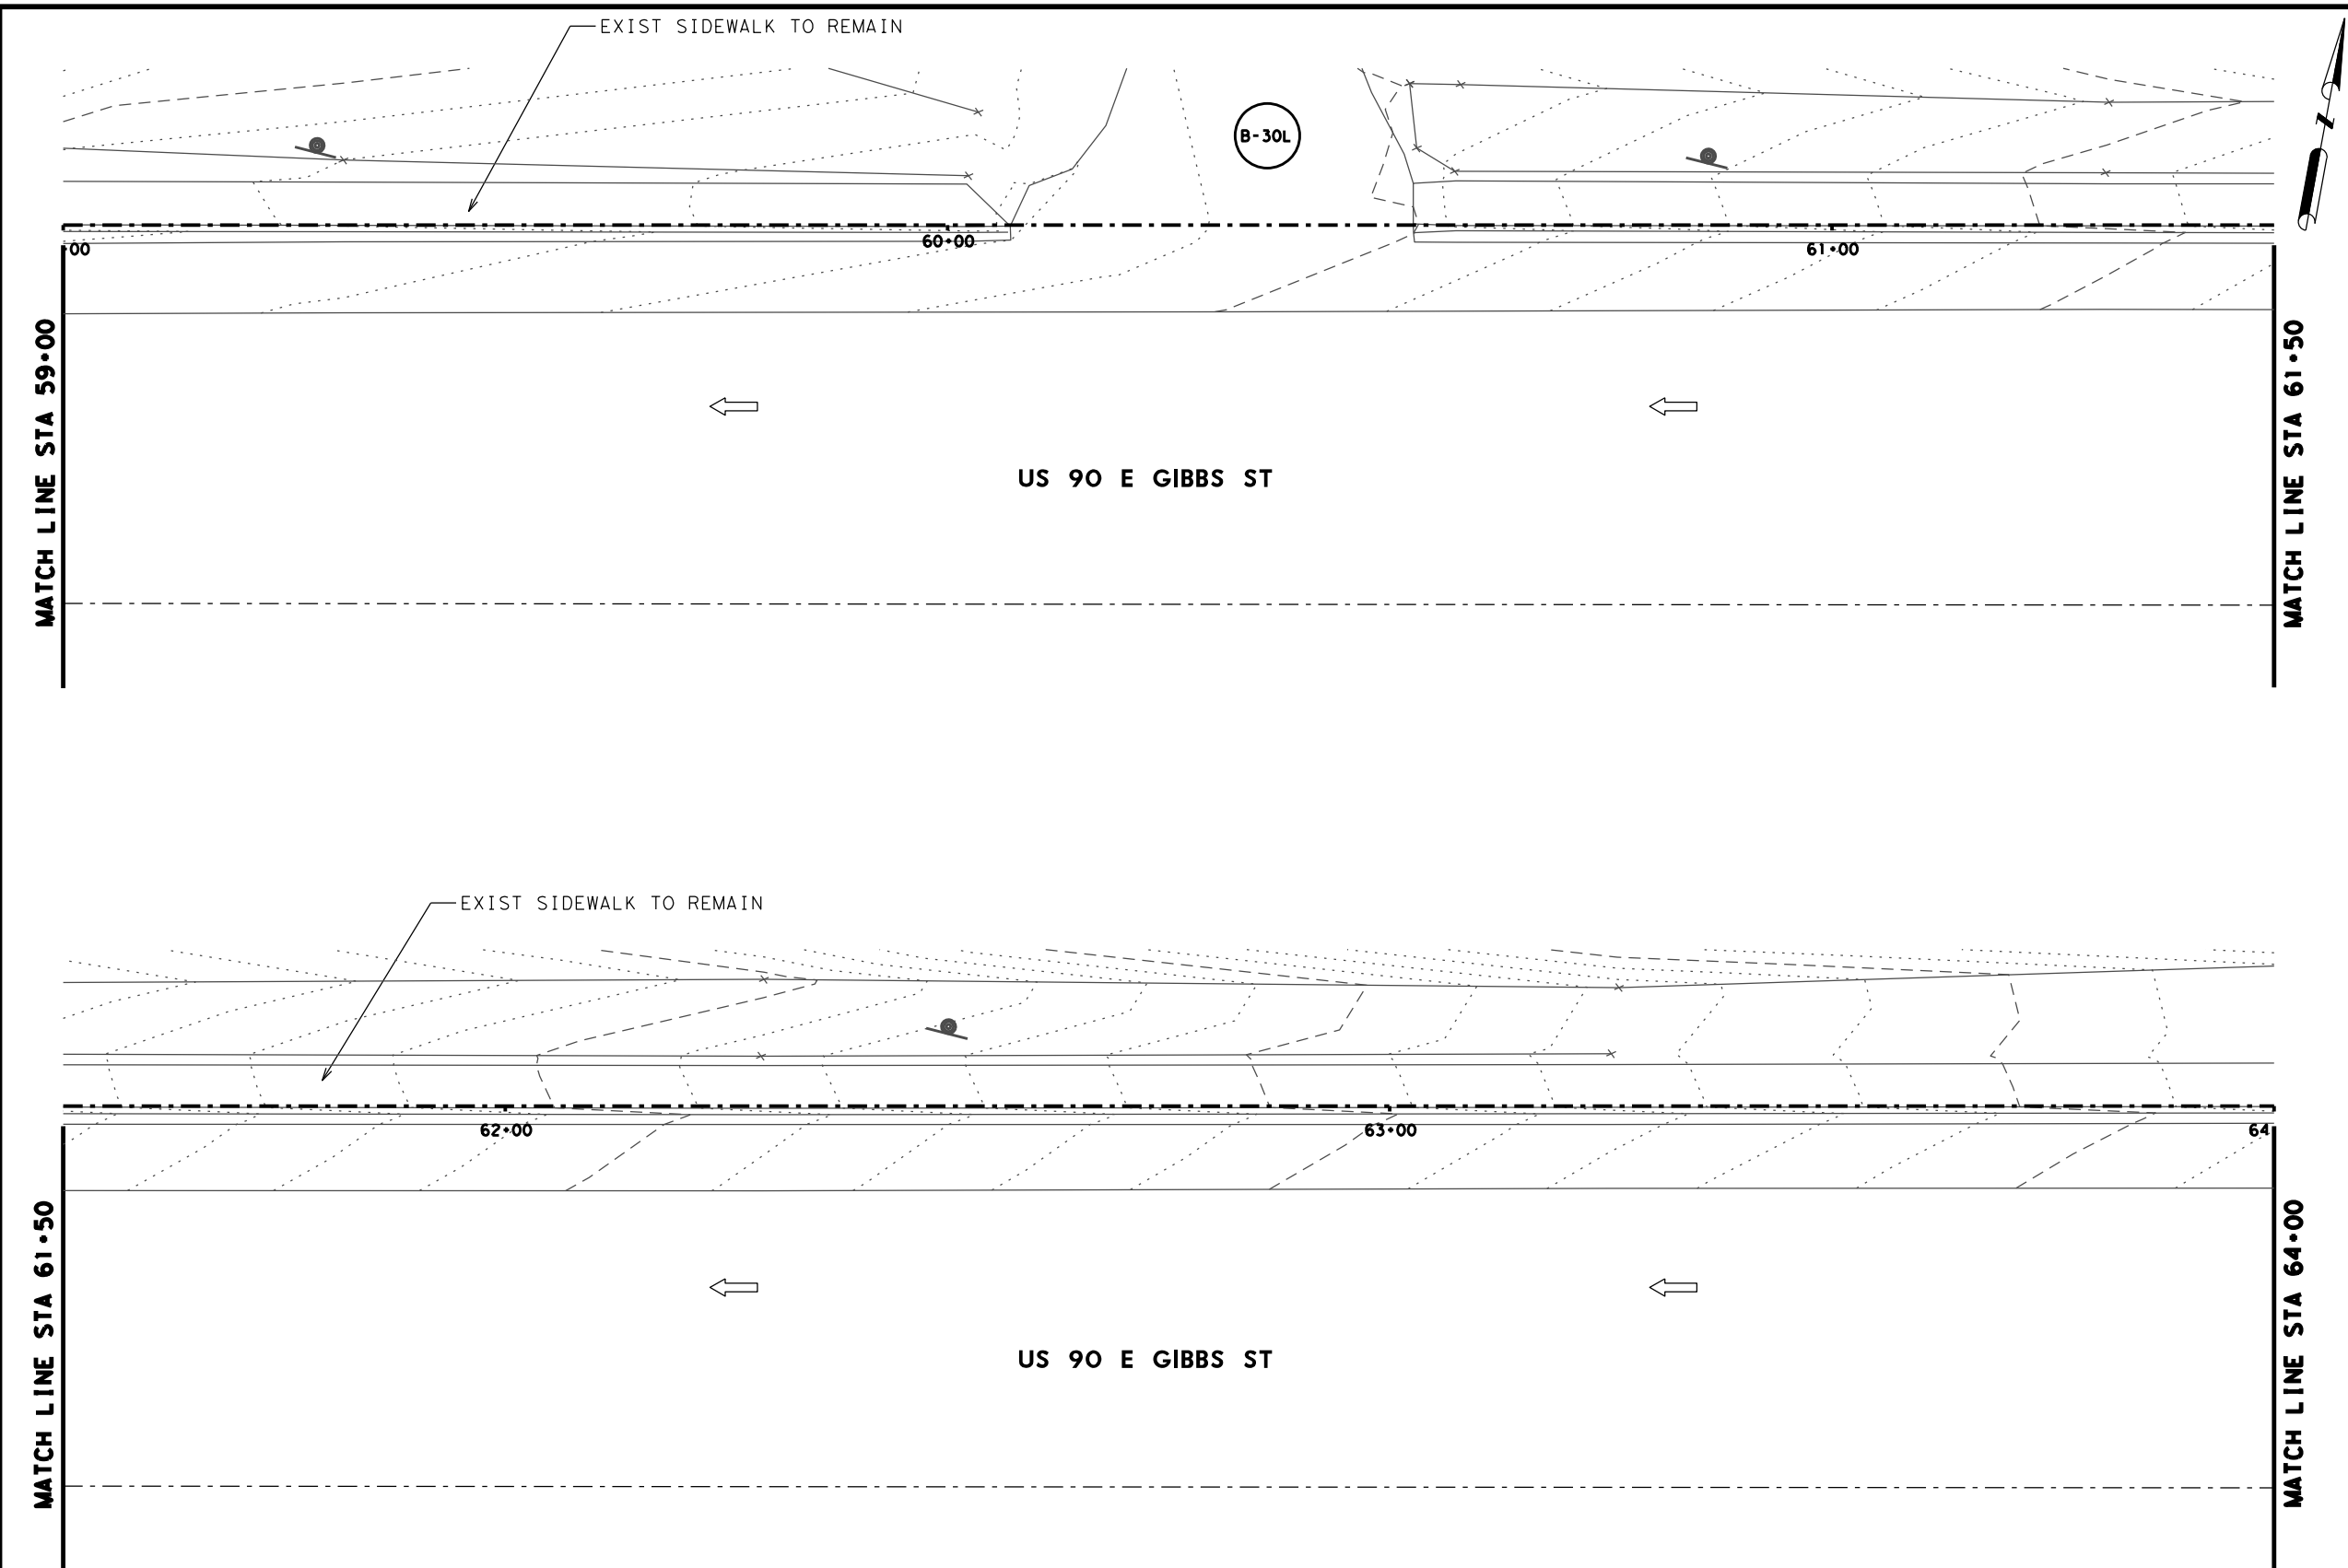 EXIST SIDEWALK TO REMAIN
B-30L
N
+00
60+00
61+00
MATCH LINE STA 59+00
MATCH LINE STA 61+50
US 90 E GIBBS ST
EXIST SIDEWALK TO REMAIN
62+00
63+00
64
MATCH LINE STA 61+50
MATCH LINE STA 64+00
US 90 E GIBBS ST